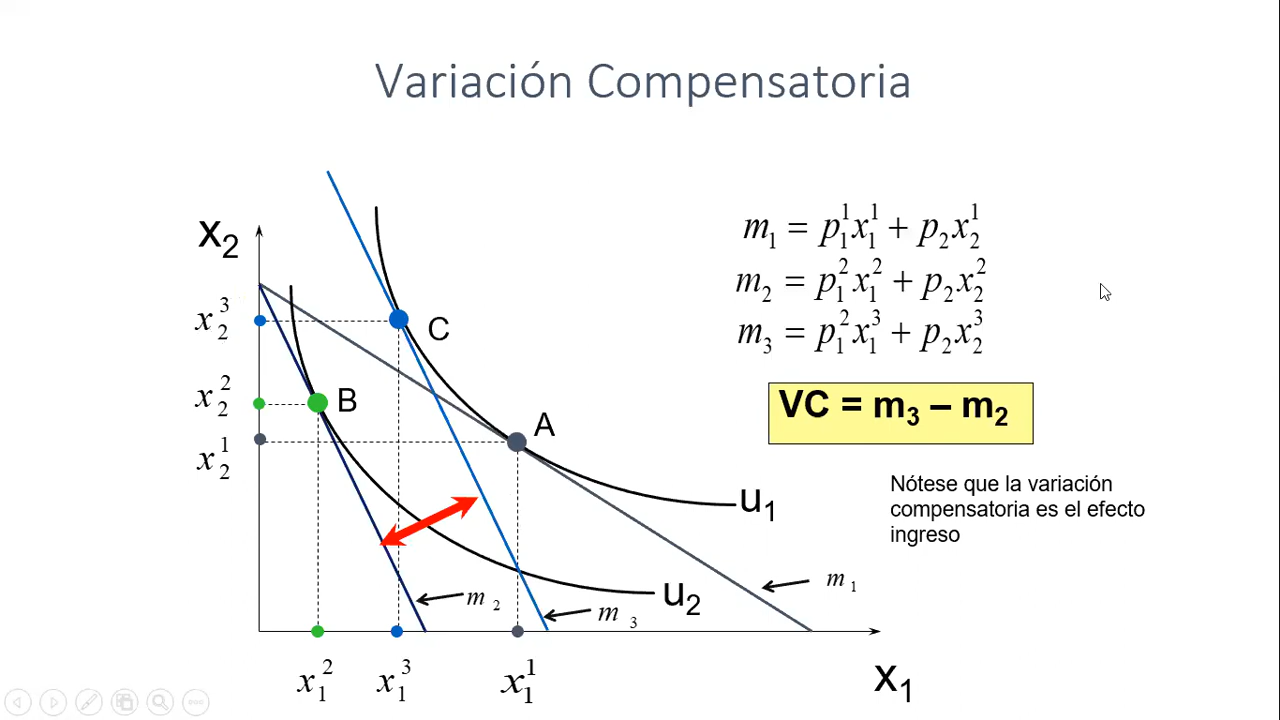 Variación Compensatoria
x₂
x₂³
x₂²
x₂¹
C
B
A
u₁
u₂
m₁
m₂
m₃
x₁²
x₁³
x₁¹
x₁
m₁ = p₁¹x₁¹ + p₂x₂¹
m₂ = p₁²x₁² + p₂x₂²
m₃ = p₁²x₁³ + p₂x₂³
VC = m₃ – m₂
Nótese que la variación
compensatoria es el efecto
ingreso